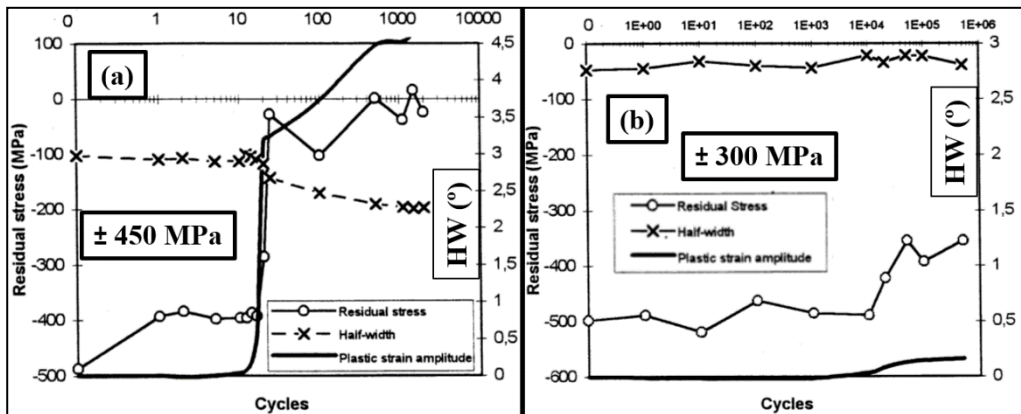 0 1 10 100 1000 10000
100 4,5
(a)
4
0
3,5
-100 3
2,5
-200
± 450 MPa
2
-300
1,5
1
-400
0,5
-500 0
Residual stress (MPa)
HW (º)
Residual stress
Half-width
Plastic strain amplitude
Cycles
0 1E+00 1E+01 1E+02 1E+03 1E+04 1E+05 1E+06
0 3
-100 2,5
(b)
± 300 MPa
-200 2
-300 1,5
-400 1
-500 0,5
-600 0
Residual stress (MPa)
HW (º)
Residual Stress
Half-width
Plastic strain amplitude
Cycles